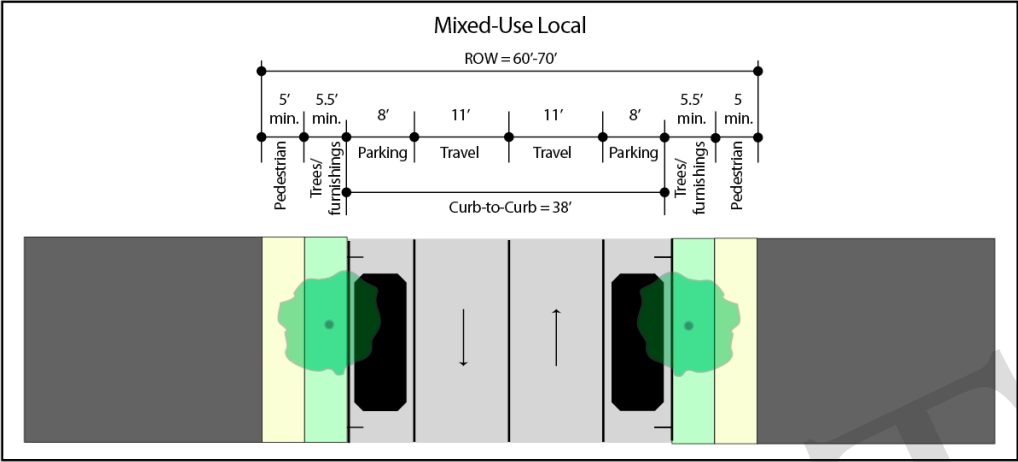 Mixed-Use Local
ROW = 60’-70’
5’ min.
5.5’ min.
8’
11’
11’
8’
5.5’ min.
5 min.
Pedestrian
Trees/
furnishings
Parking
Travel
Travel
Parking
Trees/
furnishings
Pedestrian
Curb-to-Curb = 38’